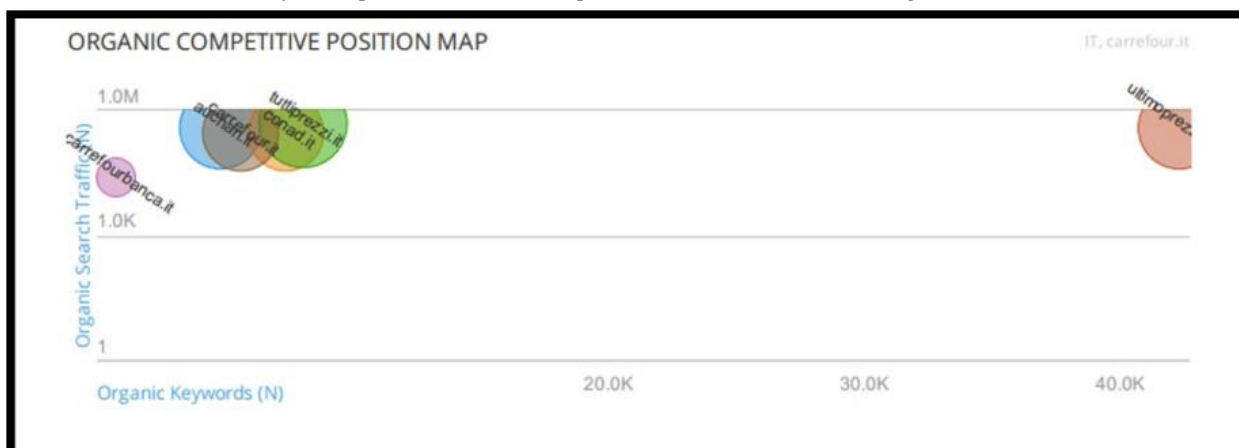 ORGANIC COMPETITIVE POSITION MAP
IT, carrefour.it
1.0M
auchan.it
carrefour.it
conad.it
tuttiprezzi.it
ultimoprez
carrefourbanca.it
Organic Search Traffic (N)
1.0K
1
Organic Keywords (N)
20.0K
30.0K
40.0K